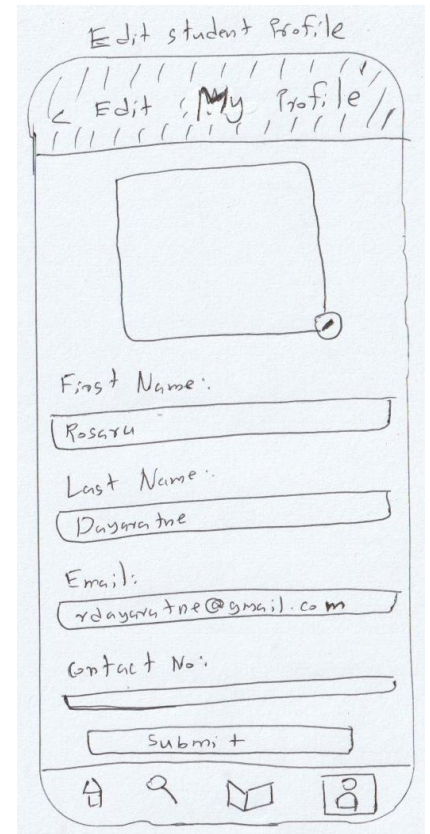 Edit student Profile
< Edit My Profile
First Name:
Rosaru
Last Name:
Dayaratne
Email:
rdayaratne@gmail.com
Contact No:
Submit